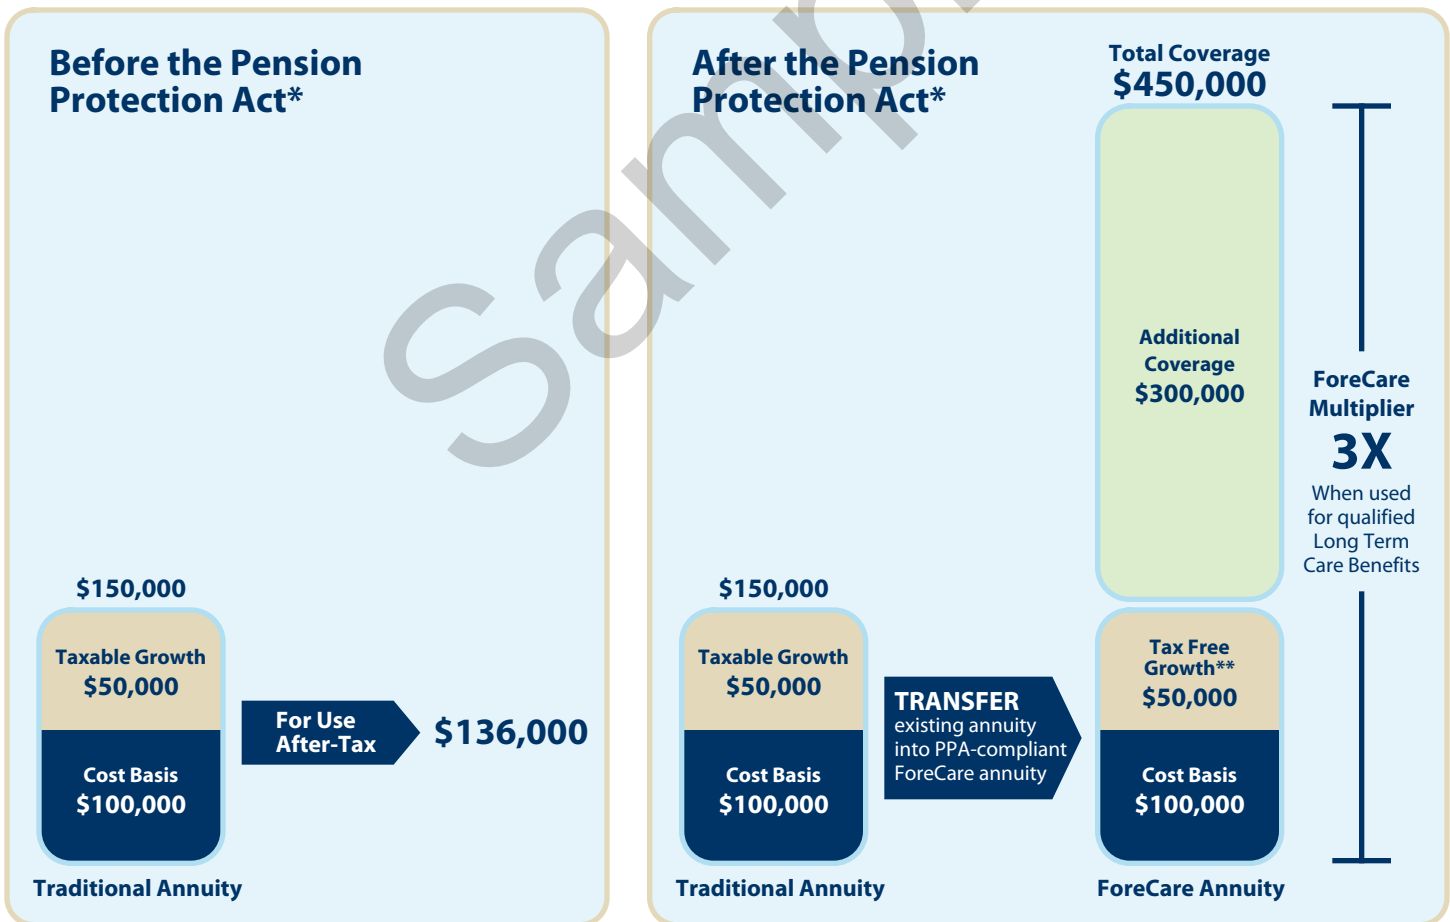 Before the Pension
Protection Act*
$150,000
Taxable Growth
$50,000
Cost Basis
$100,000
Traditional Annuity
For Use
After-Tax
$136,000
After the Pension
Protection Act*
$150,000
Taxable Growth
$50,000
Cost Basis
$100,000
Traditional Annuity
TRANSFER
existing annuity
into PPA-compliant
ForeCare annuity
Total Coverage
$450,000
Additional
Coverage
$300,000
Tax Free
Growth**
$50,000
Cost Basis
$100,000
ForeCare Annuity
ForeCare
Multiplier
3X
When used
for qualified
Long Term
Care Benefits